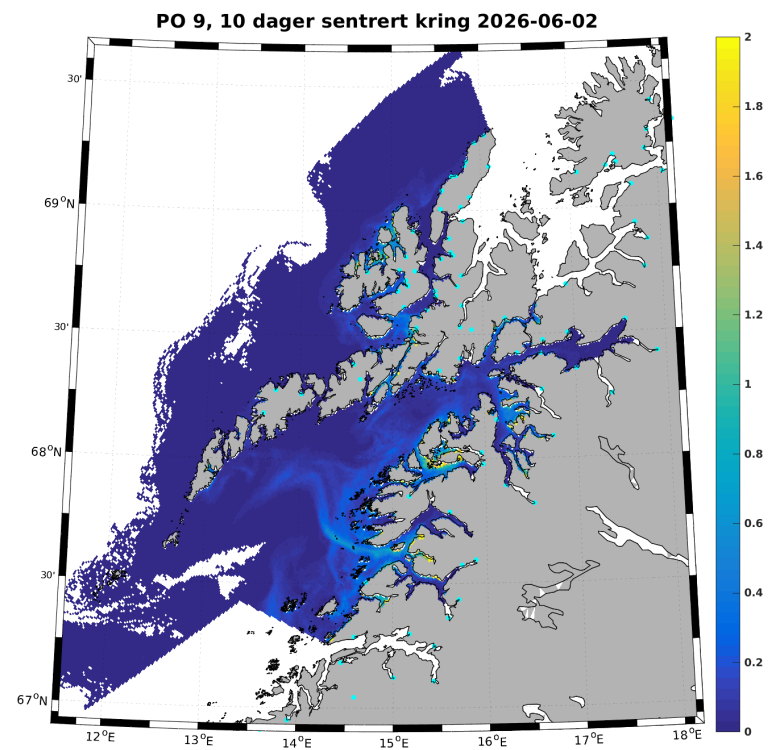 PO 9, 10 dager sentrert kring 2026-06-02
30'
69°N
30'
68°N
30'
67°N
12°E
13°E
14°E
15°E
16°E
17°E
18°E
2
1.8
1.6
1.4
1.2
1
0.8
0.6
0.4
0.2
0